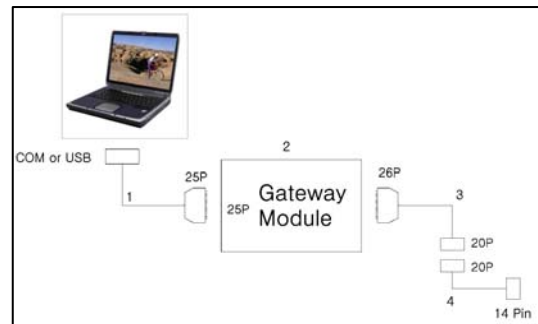 COM or USB
1
25P
25P
2
Gateway
Module
26P
3
20P
20P
4
14 Pin